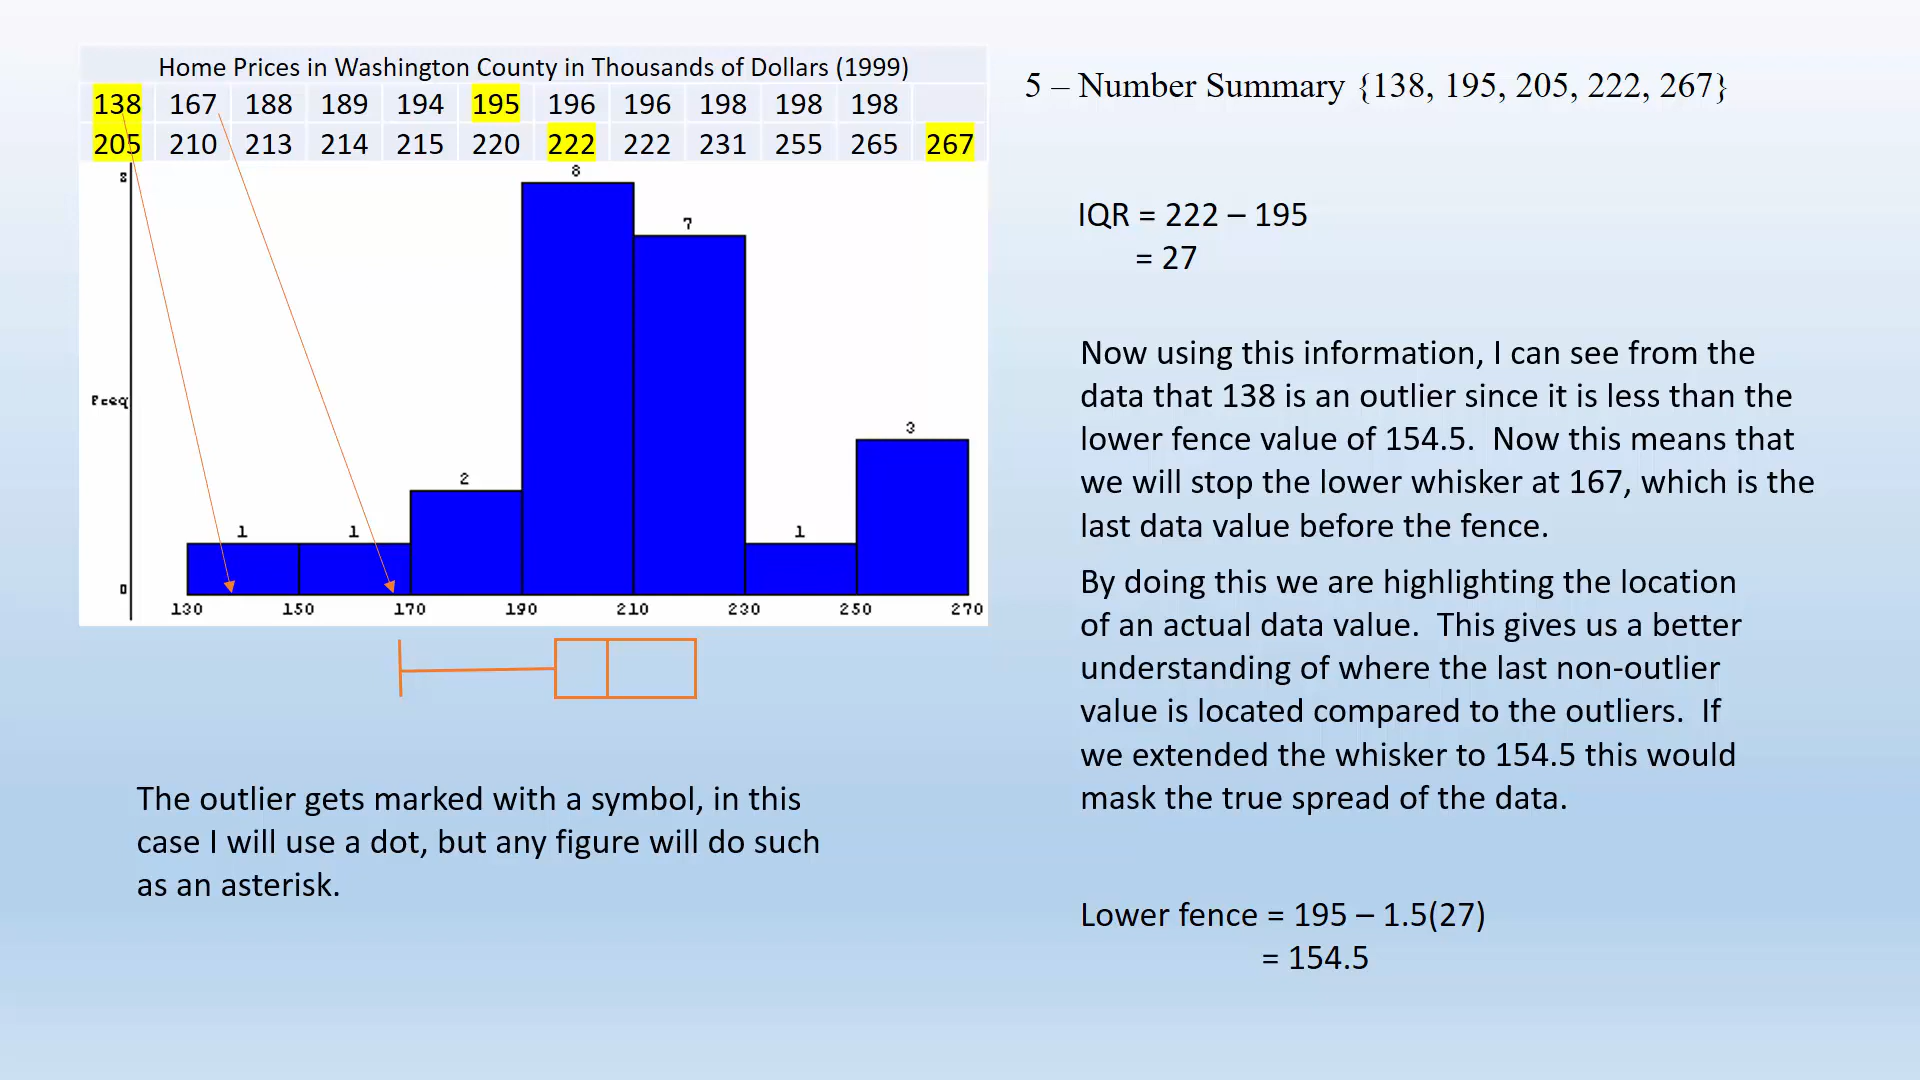 Home Prices in Washington County in Thousands of Dollars (1999)
138 167 188 189 194 195 196 196 198 198 198
205 210 213 214 215 220 222 222 231 255 265 267
8
8
7
Freq
3
2
1 1 1
0
130 150 170 190 210 230 250 270
The outlier gets marked with a symbol, in this
case I will use a dot, but any figure will do such
as an asterisk.
5 – Number Summary {138, 195, 205, 222, 267}
IQR = 222 – 195
= 27
Now using this information, I can see from the
data that 138 is an outlier since it is less than the
lower fence value of 154.5. Now this means that
we will stop the lower whisker at 167, which is the
last data value before the fence.
By doing this we are highlighting the location
of an actual data value. This gives us a better
understanding of where the last non-outlier
value is located compared to the outliers. If
we extended the whisker to 154.5 this would
mask the true spread of the data.
Lower fence = 195 – 1.5(27)
= 154.5